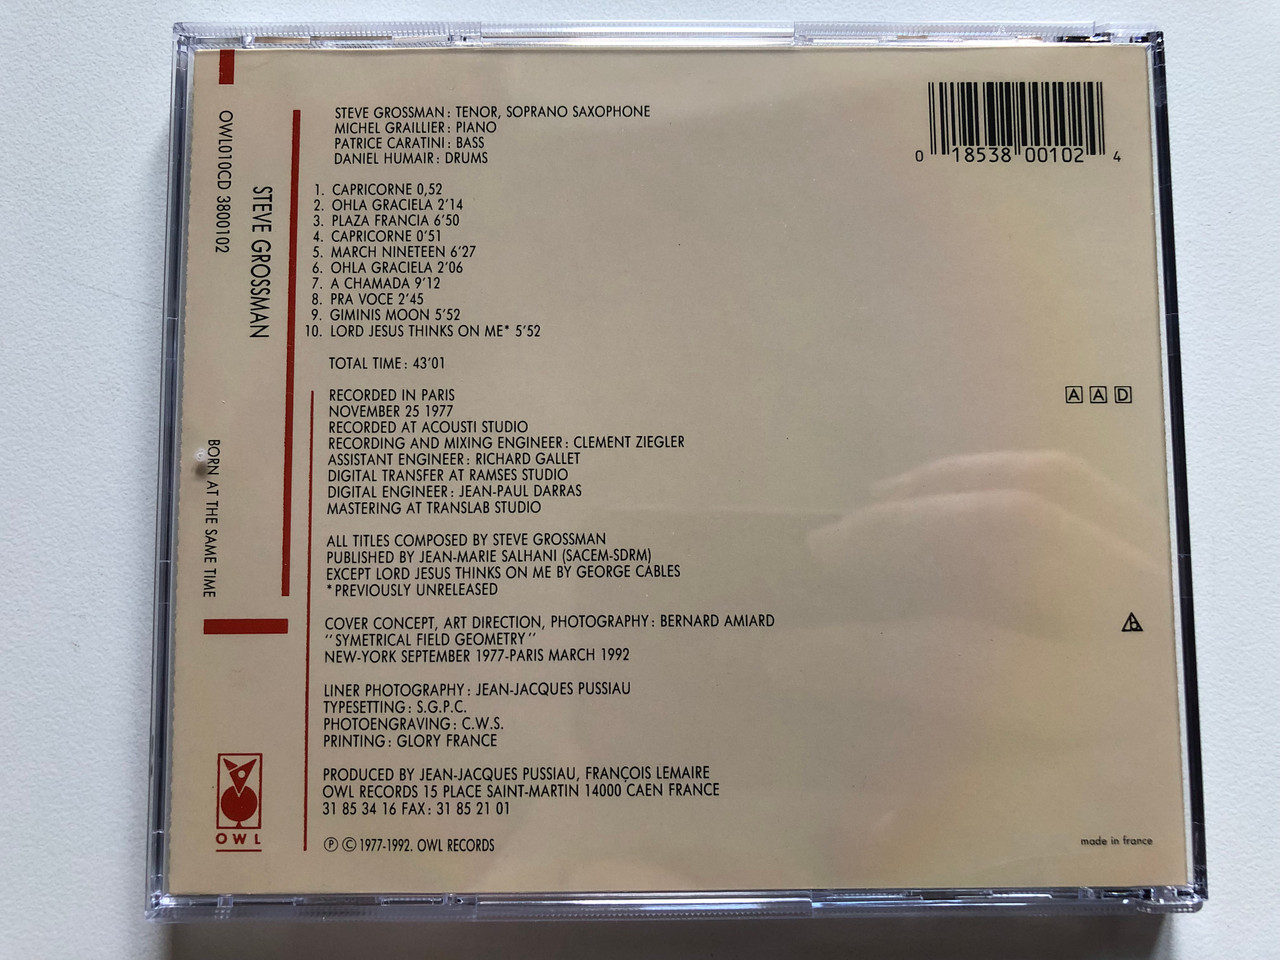 STEVE GROSSMAN: TENOR, SOPRANO SAXOPHONE
MICHEL GRAILLIER: PIANO
PATRICE CARATINI: BASS
DANIEL HUMAIR: DRUMS
1. CAPRICORNE 0,52
2. OHLA GRACIELA 2'14
3. PLAZA FRANCIA 6'50
4. CAPRICORNE 0'51
5. MARCH NINETEEN 6'27
6. OHLA GRACIELA 2'06
7. A CHAMADA 9'12
8. PRA VOCE 2'45
9. GIMINIS MOON 5'52
10. LORD JESUS THINKS ON ME* 5'52
TOTAL TIME: 43'01
RECORDED IN PARIS
NOVEMBER 25 1977
RECORDED AT ACOUSTI STUDIO
RECORDING AND MIXING ENGINEER: CLEMENT ZIEGLER
ASSISTANT ENGINEER: RICHARD GALLET
DIGITAL TRANSFER AT RAMSES STUDIO
DIGITAL ENGINEER: JEAN-PAUL DARRAS
MASTERING AT TRANSLAB STUDIO
ALL TITLES COMPOSED BY STEVE GROSSMAN
PUBLISHED BY JEAN-MARIE SALHANI (SACEM-SDRM)
EXCEPT LORD JESUS THINKS ON ME BY GEORGE CABLES
*PREVIOUSLY UNRELEASED
COVER CONCEPT, ART DIRECTION, PHOTOGRAPHY: BERNARD AMIARD
"SYMETRICAL FIELD GEOMETRY"
NEW-YORK SEPTEMBER 1977-PARIS MARCH 1992
LINER PHOTOGRAPHY: JEAN-JACQUES PUSSIAU
TYPESETTING: S.G.P.C.
PHOTOENGRAVING: C.W.S.
PRINTING: GLORY FRANCE
PRODUCED BY JEAN-JACQUES PUSSIAU, FRANÇOIS LEMAIRE
OWL RECORDS 15 PLACE SAINT-MARTIN 14000 CAEN FRANCE
31 85 34 16 FAX: 31 85 21 01
℗ © 1977-1992. OWL RECORDS
OWL010CD 3800102
STEVE GROSSMAN
BORN AT THE SAME TIME
OWL
0 18538 00102 4
AAD
made in france